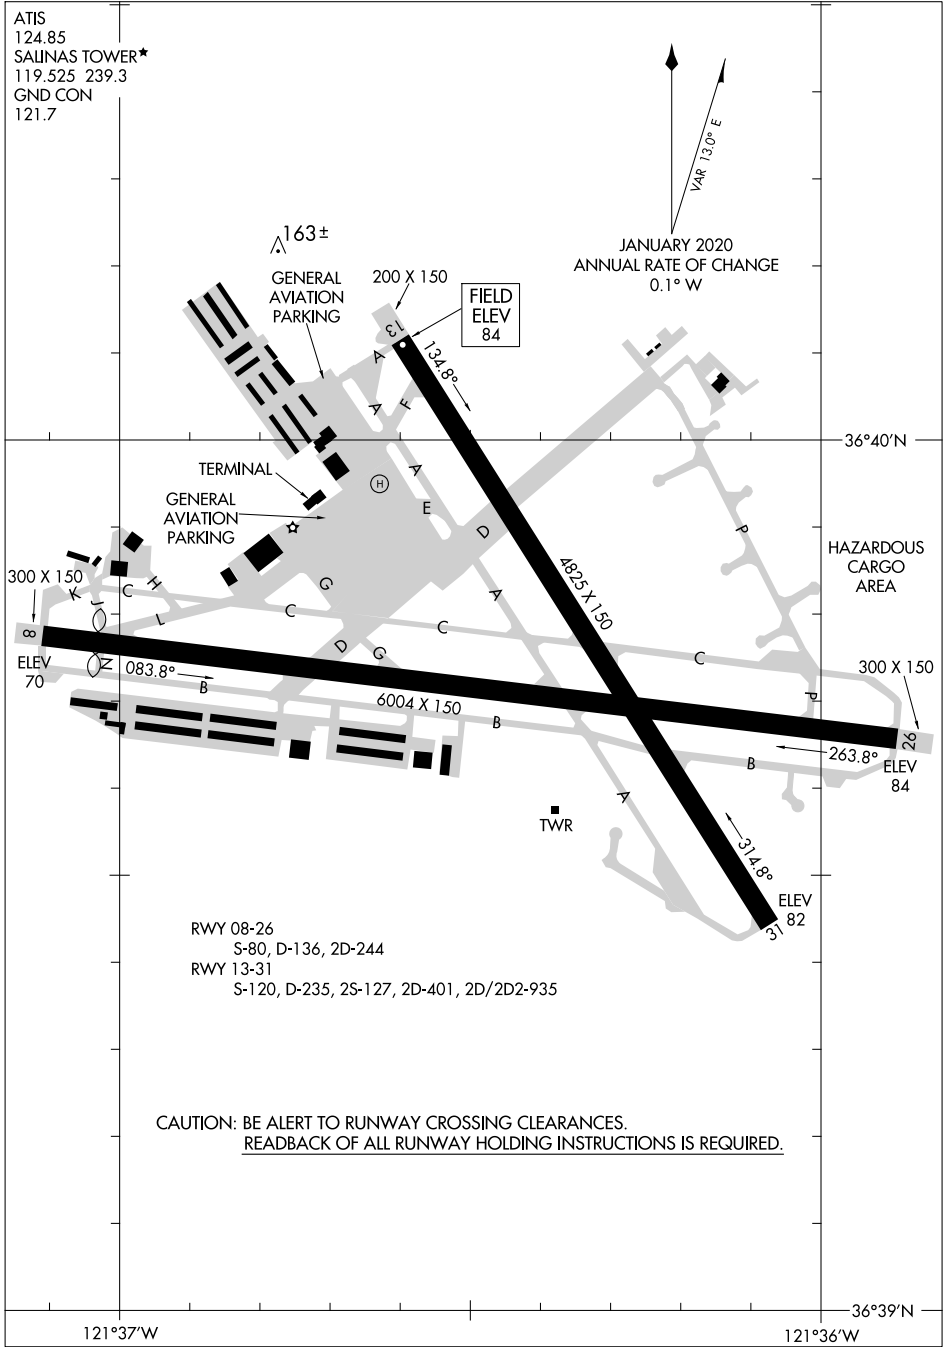 ATIS
124.85
SALINAS TOWER★
119.525 239.3
GND CON
121.7
VAR 13.0° E
JANUARY 2020
ANNUAL RATE OF CHANGE
0.1° W
163±
GENERAL
AVIATION
PARKING
200 X 150
FIELD
ELEV
84
13
134.8°
A
A
F
A
E
D
A
36°40'N
TERMINAL
H
GENERAL
AVIATION
PARKING
P
HAZARDOUS
CARGO
AREA
4825 X 150
300 X 150
K
J
C
H
L
G
C
C
C
8
N
D
G
ELEV
70
083.8°
B
6004 X 150
B
P
300 X 150
26
263.8°
ELEV
84
B
A
TWR
314.8°
ELEV
82
31
RWY 08-26
S-80, D-136, 2D-244
RWY 13-31
S-120, D-235, 2S-127, 2D-401, 2D/2D2-935
CAUTION: BE ALERT TO RUNWAY CROSSING CLEARANCES.
READBACK OF ALL RUNWAY HOLDING INSTRUCTIONS IS REQUIRED.
36°39'N
121°37'W
121°36'W